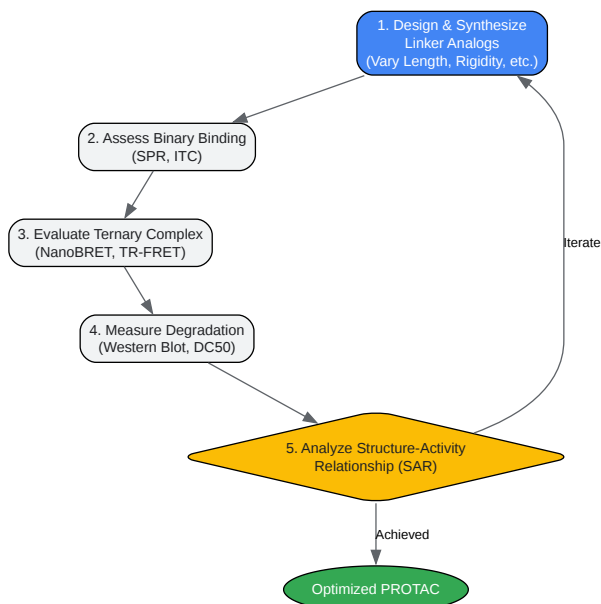 1. Design & Synthesize
Linker Analogs
(Vary Length, Rigidity, etc.)
2. Assess Binary Binding
(SPR, ITC)
3. Evaluate Ternary Complex
(NanoBRET, TR-FRET)
Iterate
4. Measure Degradation
(Western Blot, DC50)
5. Analyze Structure-Activity
Relationship (SAR)
Achieved
Optimized PROTAC